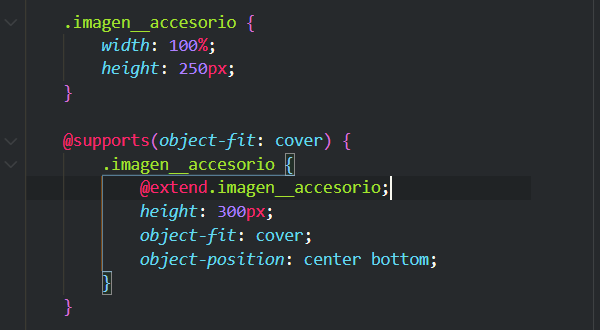 .imagen__accesorio {
width: 100%;
height: 250px;
}
@supports(object-fit: cover) {
.imagen__accesorio {
@extend.imagen__accesorio;
height: 300px;
object-fit: cover;
object-position: center bottom;
}
}